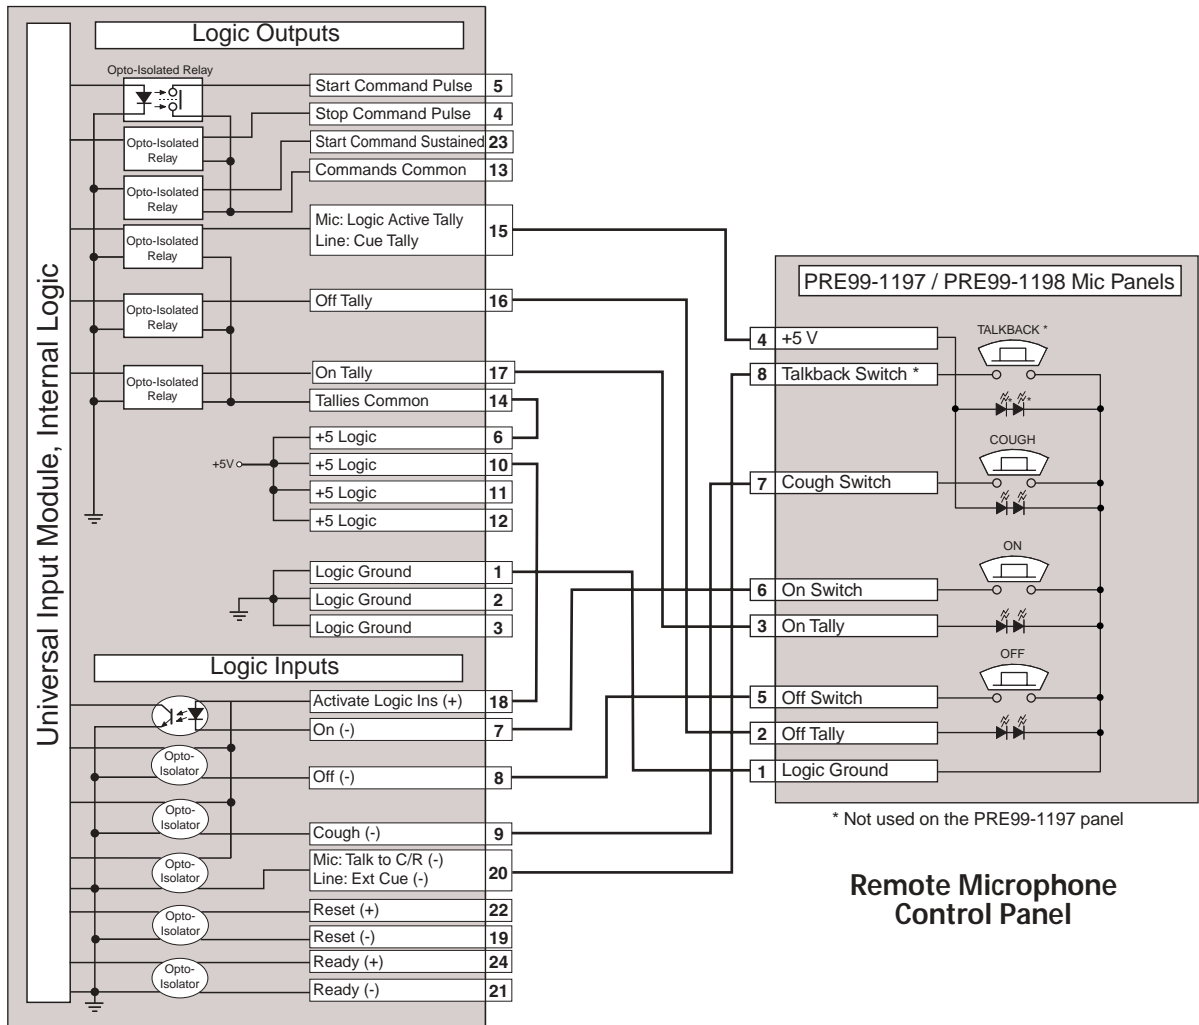 Logic Outputs
Universal Input Module, Internal Logic
Opto-Isolated Relay
Start Command Pulse 5
Stop Command Pulse 4
Opto-Isolated
Relay
Start Command Sustained 23
Commands Common 13
Opto-Isolated
Relay
Mic: Logic Active Tally
Line: Cue Tally
15
Opto-Isolated
Relay
Off Tally 16
Opto-Isolated
Relay
On Tally 17
Opto-Isolated
Relay
Tallies Common 14
+5 Logic 6
+5V
+5 Logic 10
+5 Logic 11
+5 Logic 12
Logic Ground 1
Logic Ground 2
Logic Ground 3
Logic Inputs
Activate Logic Ins (+) 18
On (-) 7
Opto-
Isolator
Off (-) 8
Opto-
Isolator
Cough (-) 9
Mic: Talk to C/R (-)
Line: Ext Cue (-)
20
Opto-
Isolator
Reset (+) 22
Opto-
Isolator
Reset (-) 19
Ready (+) 24
Opto-
Isolator
Ready (-) 21
PRE99-1197 / PRE99-1198 Mic Panels
TALKBACK *
4 +5 V
8 Talkback Switch *
* *
COUGH
7 Cough Switch
ON
6 On Switch
3 On Tally
OFF
5 Off Switch
2 Off Tally
1 Logic Ground
* Not used on the PRE99-1197 panel
Remote Microphone
Control Panel